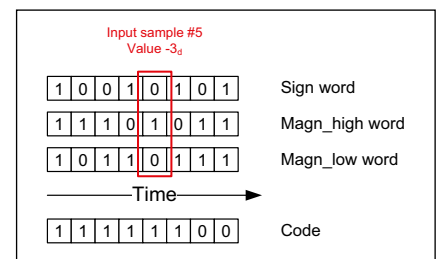 Input sample #5
Value -3d
1 0 0 1 0 1 0 1 Sign word
1 1 1 0 1 0 1 1 Magn_high word
1 0 1 1 0 1 1 1 Magn_low word
Time
1 1 1 1 1 1 0 0 Code